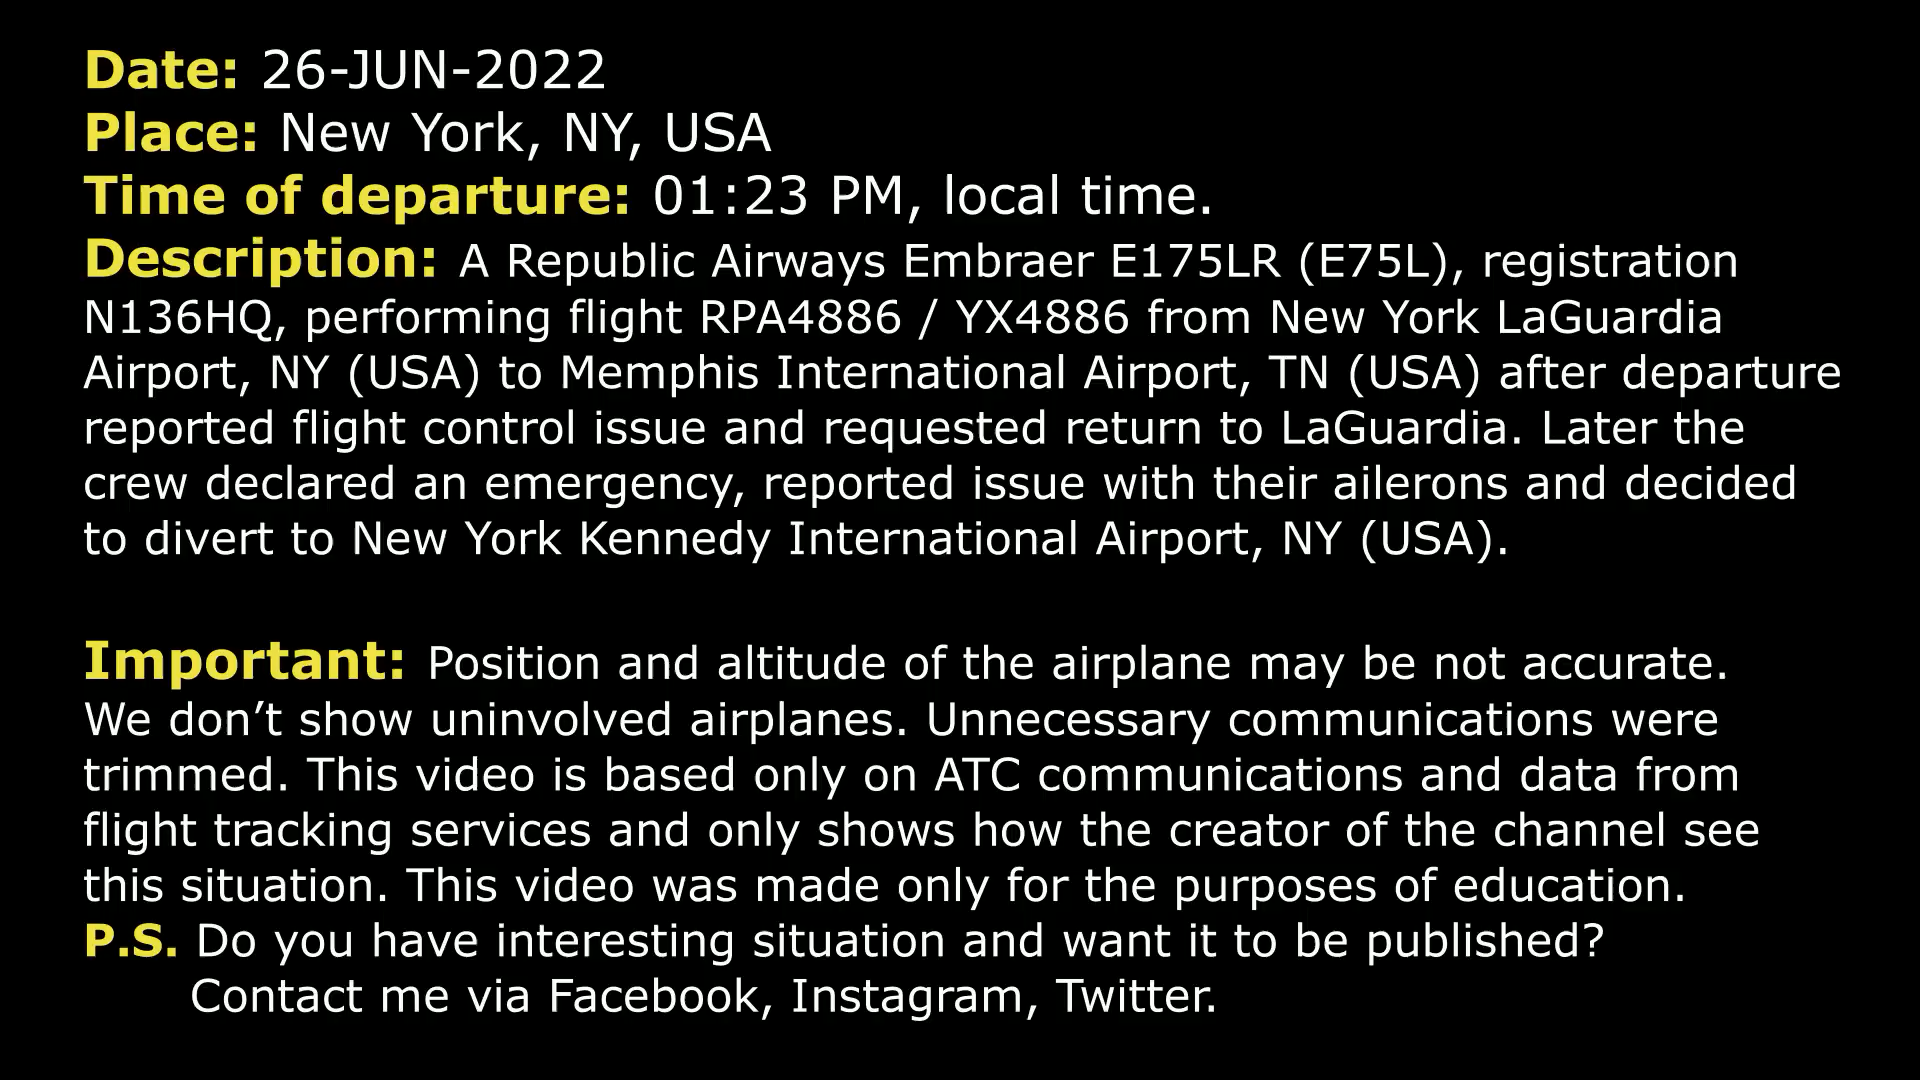 Date: 26-JUN-2022
Place: New York, NY, USA
Time of departure: 01:23 PM, local time.
Description: A Republic Airways Embraer E175LR (E75L), registration
N136HQ, performing flight RPA4886 / YX4886 from New York LaGuardia
Airport, NY (USA) to Memphis International Airport, TN (USA) after departure
reported flight control issue and requested return to LaGuardia. Later the
crew declared an emergency, reported issue with their ailerons and decided
to divert to New York Kennedy International Airport, NY (USA).
Important: Position and altitude of the airplane may be not accurate.
We don’t show uninvolved airplanes. Unnecessary communications were
trimmed. This video is based only on ATC communications and data from
flight tracking services and only shows how the creator of the channel see
this situation. This video was made only for the purposes of education.
P.S. Do you have interesting situation and want it to be published?
Contact me via Facebook, Instagram, Twitter.